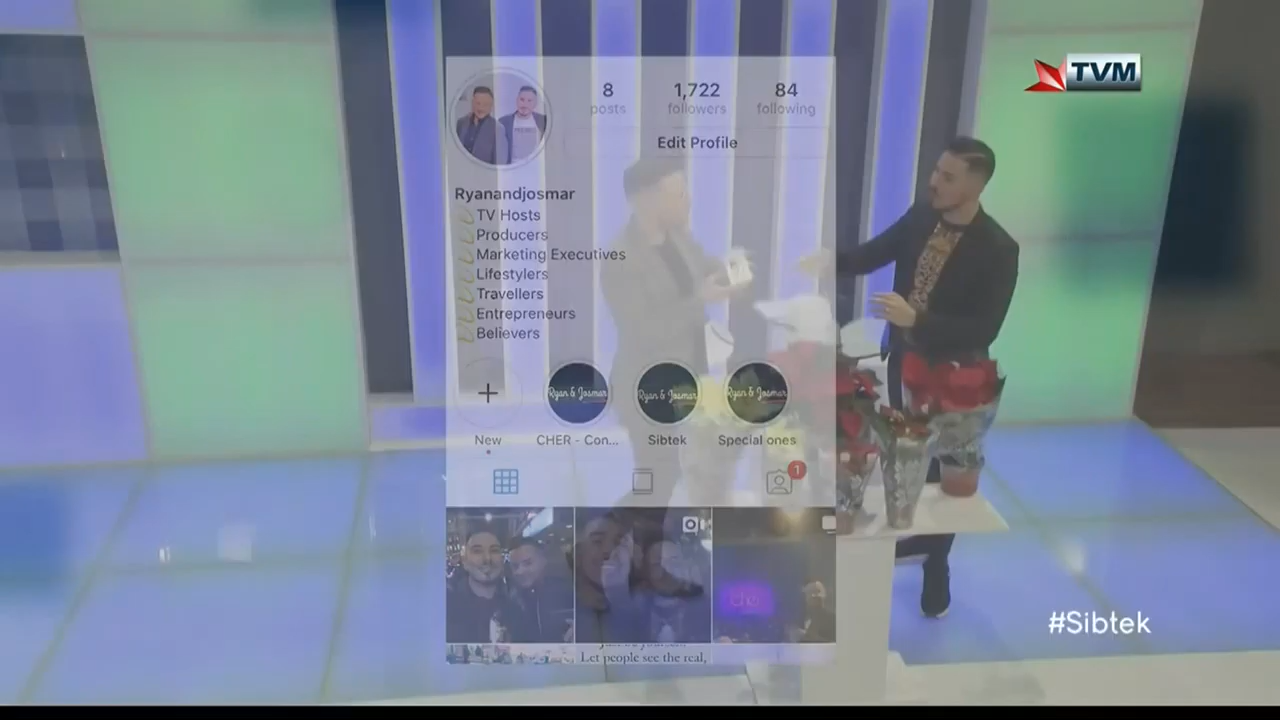 TVM
8 1,722 84
posts followers following
Edit Profile
Ryanandjosmar
TV Hosts
Producers
Marketing Executives
Lifestylers
Travellers
Entrepreneurs
Believers
Ryan & Josmar Ryan & Josmar Ryan & Josmar
New CHER - Con... Sibtek Special ones
1
Let people see the real,
#Sibtek